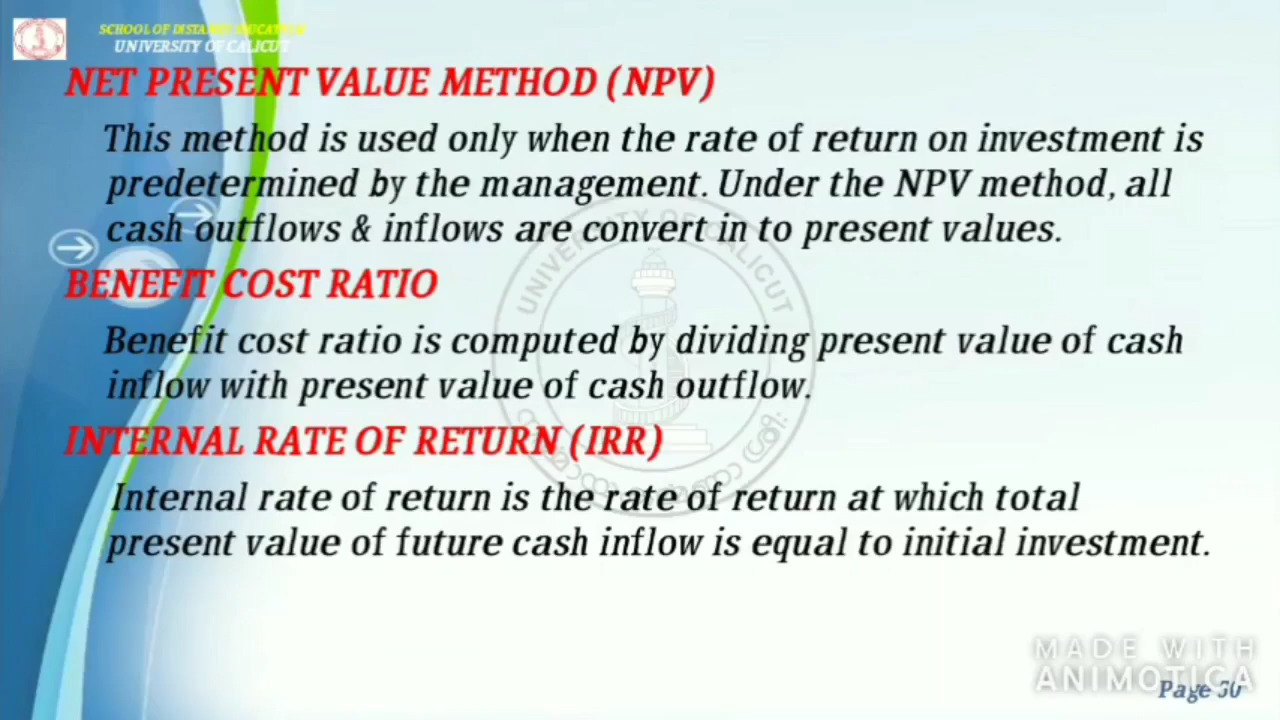 SCHOOL OF DISTANCE EDUCATION
UNIVERSITY OF CALICUT
NET PRESENT VALUE METHOD (NPV)
This method is used only when the rate of return on investment is
predetermined by the management. Under the NPV method, all
cash outflows & inflows are convert in to present values.
BENEFIT COST RATIO
Benefit cost ratio is computed by dividing present value of cash
inflow with present value of cash outflow.
INTERNAL RATE OF RETURN (IRR)
Internal rate of return is the rate of return at which total
present value of future cash inflow is equal to initial investment.
UNIVERSITY OF CALICUT
MADE WITH
ANIMOTICA
Page